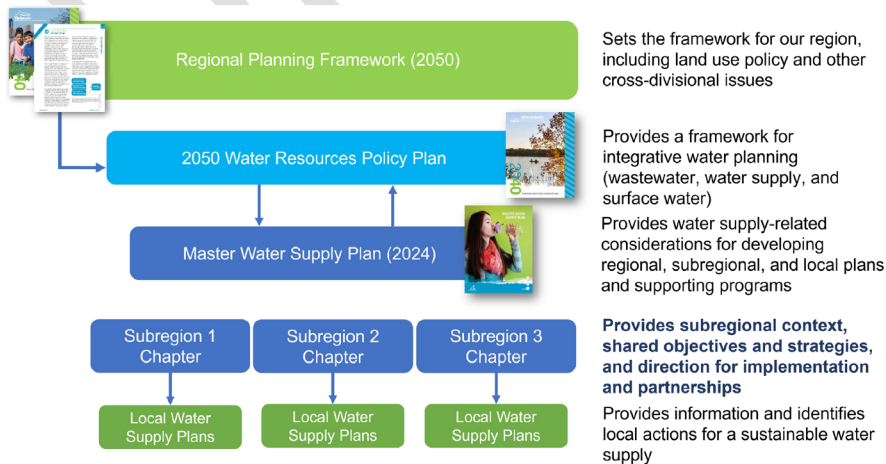 Regional Planning Framework (2050)
Sets the framework for our region,
including land use policy and other
cross-divisional issues
2050 Water Resources Policy Plan
Provides a framework for
integrative water planning
(wastewater, water supply, and
surface water)
Master Water Supply Plan (2024)
Provides water supply-related
considerations for developing
regional, subregional, and local plans
and supporting programs
Subregion 1
Chapter
Subregion 2
Chapter
Subregion 3
Chapter
Provides subregional context,
shared objectives and strategies,
and direction for implementation
and partnerships
Local Water
Supply Plans
Local Water
Supply Plans
Local Water
Supply Plans
Provides information and identifies
local actions for a sustainable water
supply